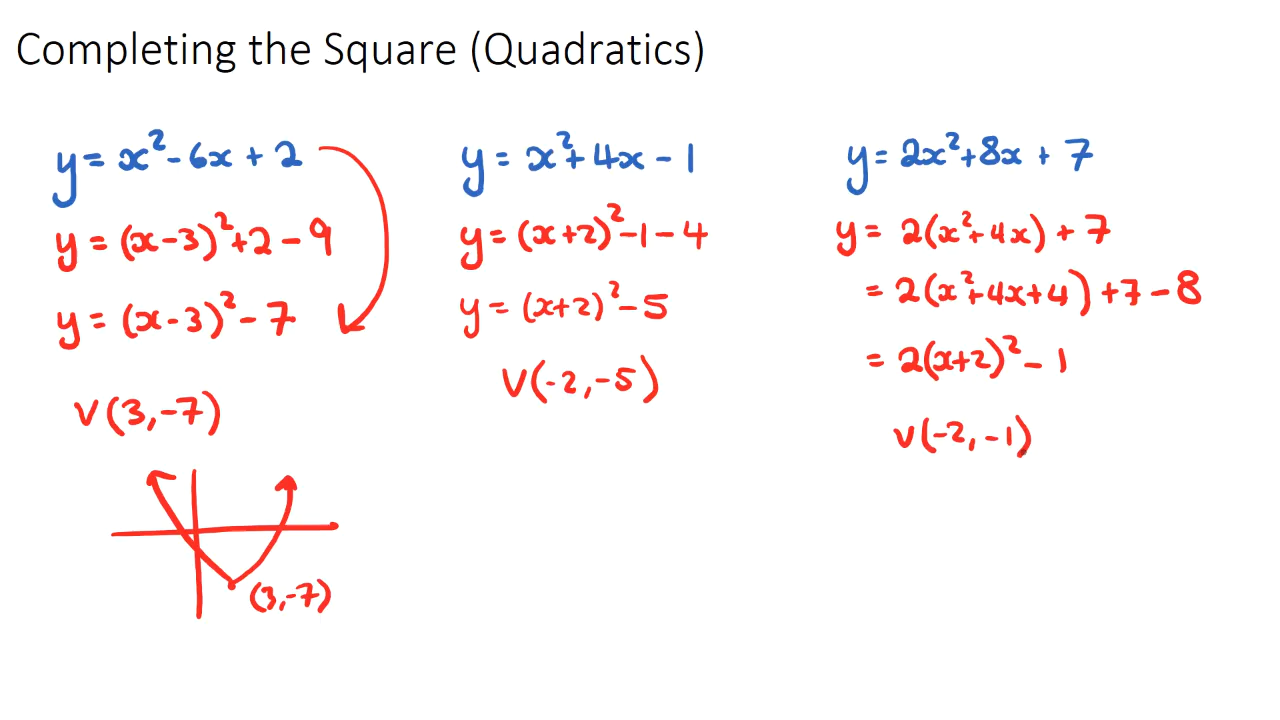 Completing the Square (Quadratics)
y = x² - 6x + 2
y = (x-3)² + 2 - 9
y = (x-3)² - 7
V(3,-7)
(3,-7)
y = x² + 4x - 1
y = (x+2)² - 1 - 4
y = (x+2)² - 5
V(-2,-5)
y = 2x² + 8x + 7
y = 2(x² + 4x) + 7
= 2(x² + 4x + 4) + 7 - 8
= 2(x+2)² - 1
V(-2,-1)